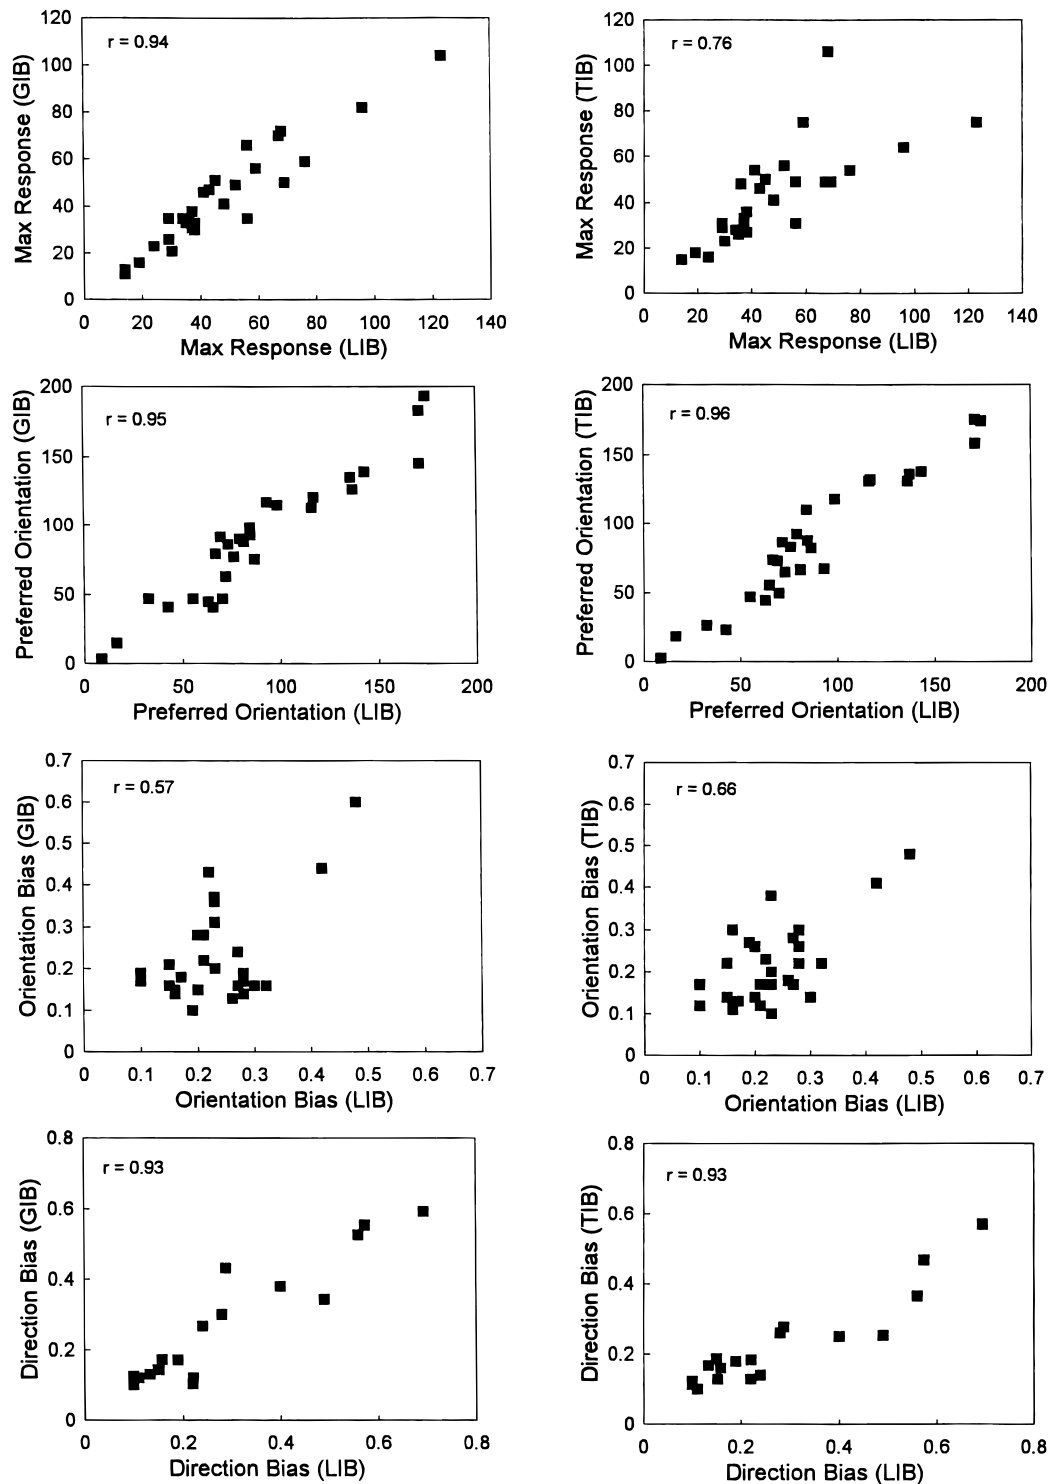 r = 0.94
Max Response (GIB)
120
100
80
60
40
20
0
0 20 40 60 80 100 120 140
Max Response (LIB)
r = 0.76
Max Response (TIB)
120
100
80
60
40
20
0
0 20 40 60 80 100 120 140
Max Response (LIB)
r = 0.95
Preferred Orientation (GIB)
200
150
100
50
0
50 100 150 200
Preferred Orientation (LIB)
r = 0.96
Preferred Orientation (TIB)
200
150
100
50
0
0 50 100 150 200
Preferred Orientation (LIB)
r = 0.57
Orientation Bias (GIB)
0.7
0.6
0.5
0.4
0.3
0.2
0.1
0
0 0.1 0.2 0.3 0.4 0.5 0.6 0.7
Orientation Bias (LIB)
r = 0.66
Orientation Bias (TIB)
0.7
0.6
0.5
0.4
0.3
0.2
0.1
0
0 0.1 0.2 0.3 0.4 0.5 0.6 0.7
Orientation Bias (LIB)
r = 0.93
Direction Bias (GIB)
0.8
0.6
0.4
0.2
0
0 0.2 0.4 0.6 0.8
Direction Bias (LIB)
r = 0.93
Direction Bias (TIB)
0.8
0.6
0.4
0.2
0
0 0.2 0.4 0.6 0.8
Direction Bias (LIB)